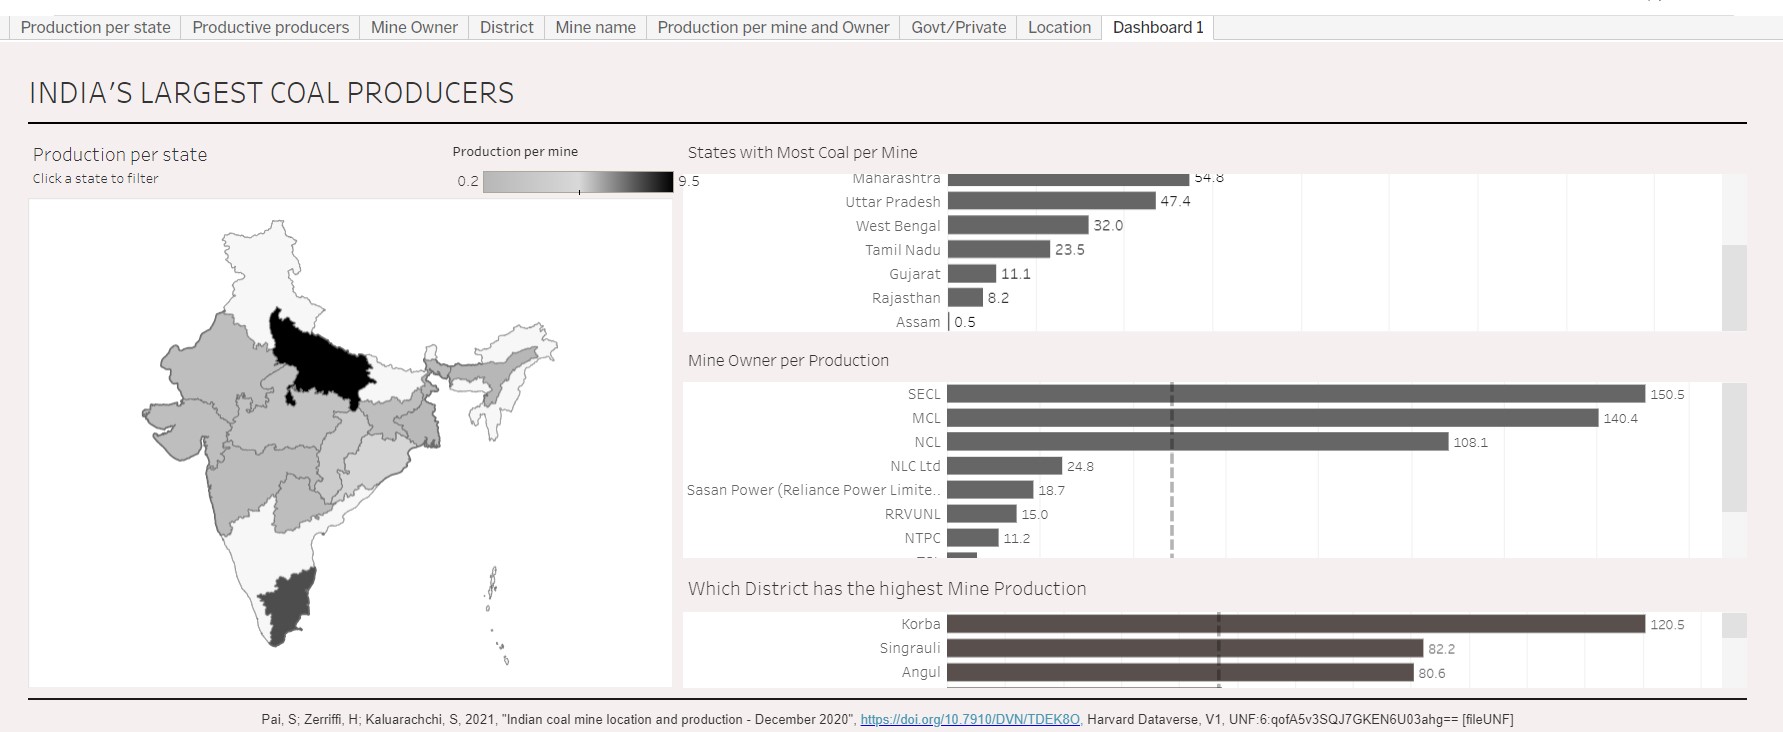 Production per state
Productive producers
Mine Owner
District
Mine name
Production per mine and Owner
Govt/Private
Location
Dashboard 1
INDIA'S LARGEST COAL PRODUCERS
Production per state
Click a state to filter
Production per mine
0.2
9.5
States with Most Coal per Mine
Maharashtra 54.8
Uttar Pradesh 47.4
West Bengal 32.0
Tamil Nadu 23.5
Gujarat 11.1
Rajasthan 8.2
Assam 0.5
Mine Owner per Production
SECL 150.5
MCL 140.4
NCL 108.1
NLC Ltd 24.8
Sasan Power (Reliance Power Limite.. 18.7
RRVUNL 15.0
NTPC 11.2
Which District has the highest Mine Production
Korba 120.5
Singrauli 82.2
Angul 80.6
Pai, S; Zerriffi, H; Kaluarachchi, S, 2021, "Indian coal mine location and production - December 2020", https://doi.org/10.7910/DVN/TDEK8O, Harvard Dataverse, V1, UNF:6:qofA5v3SQJ7GKEN6U03ahg== [fileUNF]